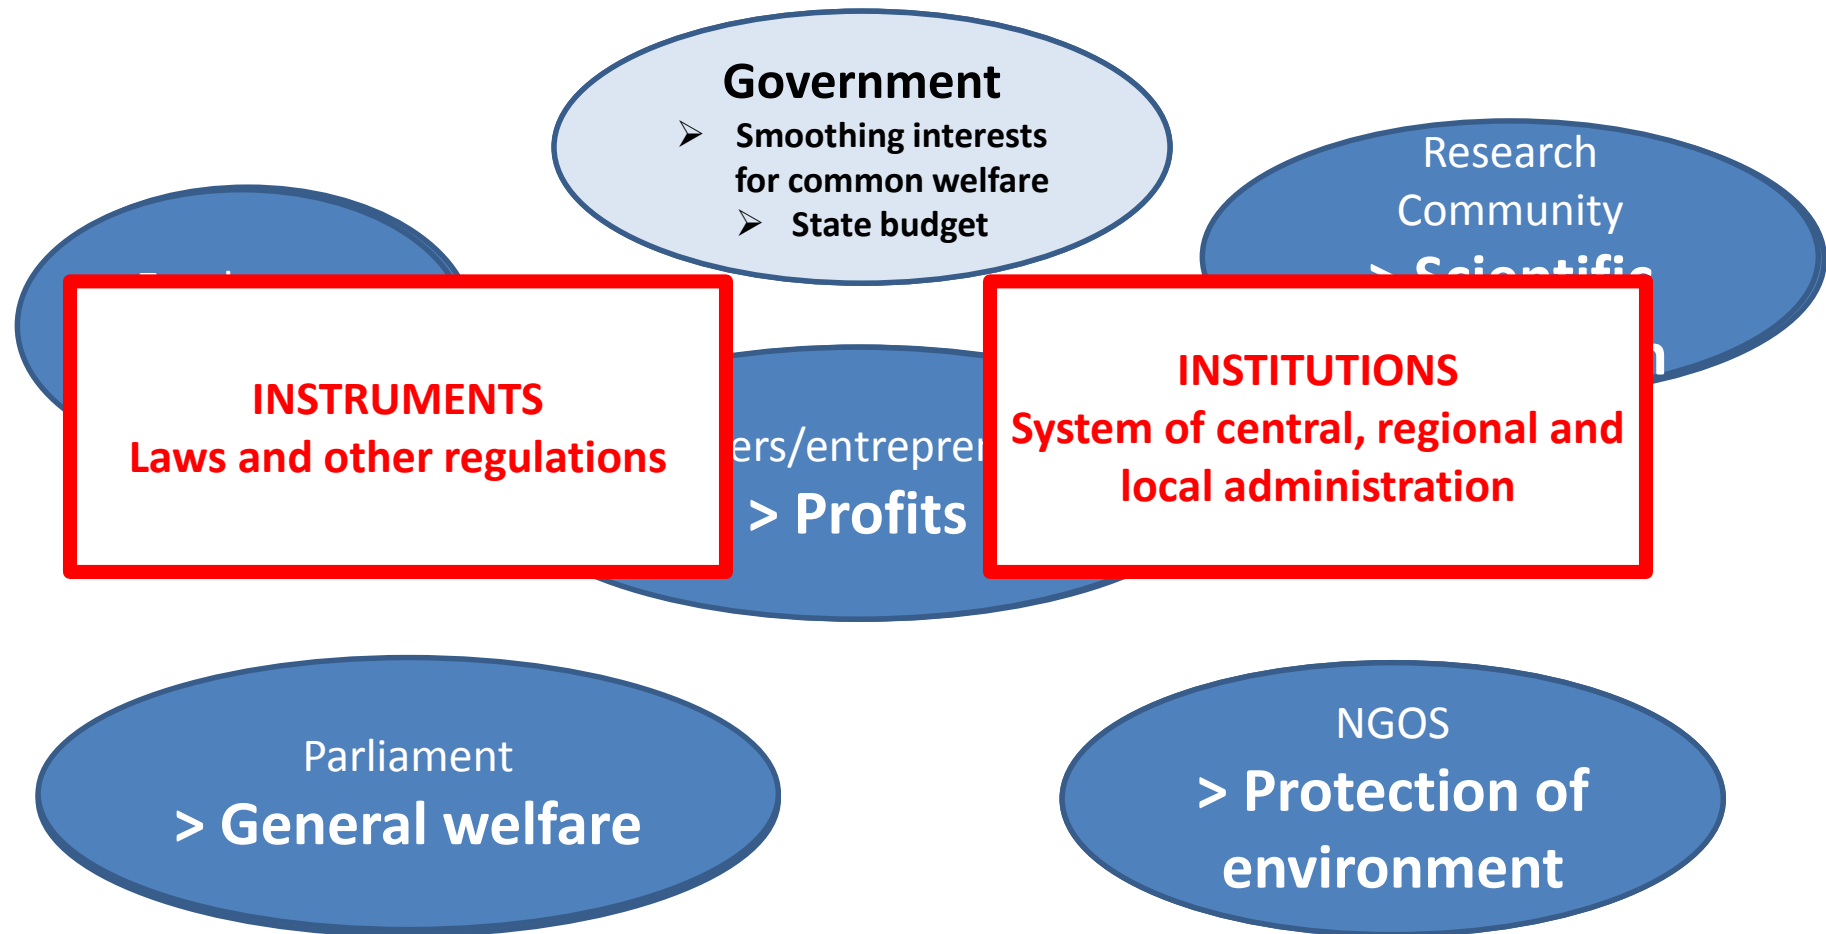 Government
➢ Smoothing interests
for common welfare
➢ State budget
Research
Community
> Scientific
INSTRUMENTS
Laws and other regulations
ers/entrepre
> Profits
INSTITUTIONS
System of central, regional and
local administration
Parliament
> General welfare
NGOS
> Protection of
environment